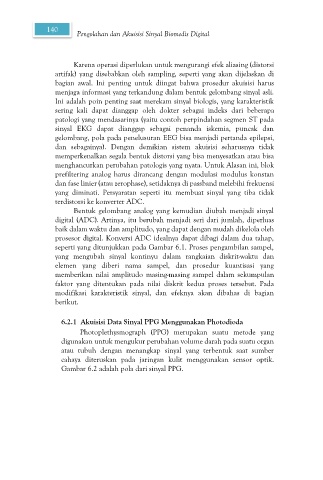 140
Pengolahan dan Akuisisi Sinyal Biomedis Digital
Karena operasi diperlukan untuk mengurangi efek aliasing (distorsi
artifak) yang disebabkan oleh sampling, seperti yang akan dijelaskan di
bagian awal. Ini penting untuk diingat bahwa prosedur akuisisi harus
menjaga informasi yang terkandung dalam bentuk gelombang sinyal asli.
Ini adalah poin penting saat merekam sinyal biologis, yang karakteristik
sering kali dapat dianggap oleh dokter sebagai indeks dari beberapa
patologi yang mendasarinya (yaitu contoh perpindahan segmen ST pada
sinyal EKG dapat dianggap sebagai penanda iskemia, puncak dan
gelombang, pola pada penelusuran EEG bisa menjadi pertanda epilepsi,
dan sebagainya). Dengan demikian sistem akuisisi seharusnya tidak
memperkenalkan segala bentuk distorsi yang bisa menyesatkan atau bisa
menghancurkan perubahan patologis yang nyata. Untuk Alasan ini, blok
prefiltering analog harus dirancang dengan modulasi modulus konstan
dan fase linier (atau zerophase), setidaknya di passband melebihi frekuensi
yang diminati. Persyaratan seperti itu membuat sinyal yang tiba tidak
terdistorsi ke konverter ADC.
Bentuk gelombang analog yang kemudian diubah menjadi sinyal
digital (ADC). Artinya, itu berubah menjadi seri dari jumlah, diperluas
baik dalam waktu dan amplitudo, yang dapat dengan mudah dikelola oleh
prosesor digital. Konversi ADC idealnya dapat dibagi dalam dua tahap,
seperti yang ditunjukkan pada Gambar 6.1. Proses pengambilan sampel,
yang mengubah sinyal kontinyu dalam rangkaian diskrit-waktu dan
elemen yang diberi nama sampel, dan prosedur kuantisasi yang
memberikan nilai amplitudo masing-masing sampel dalam sekumpulan
faktor yang ditentukan pada nilai diskrit kedua proses tersebut. Pada
modifikasi karakteristik sinyal, dan efeknya akan dibahas di bagian
berikut.
6.2.1 Akuisisi Data Sinyal PPG Menggunakan Photodioda
Photoplethysmograph (PPG) merupakan suatu metode yang
digunakan untuk mengukur perubahan volume darah pada suatu organ
atau tubuh dengan menangkap sinyal yang terbentuk saat sumber
cahaya diteruskan pada jaringan kulit menggunakan sensor optik.
Gambar 6.2 adalah pola dari sinyal PPG.